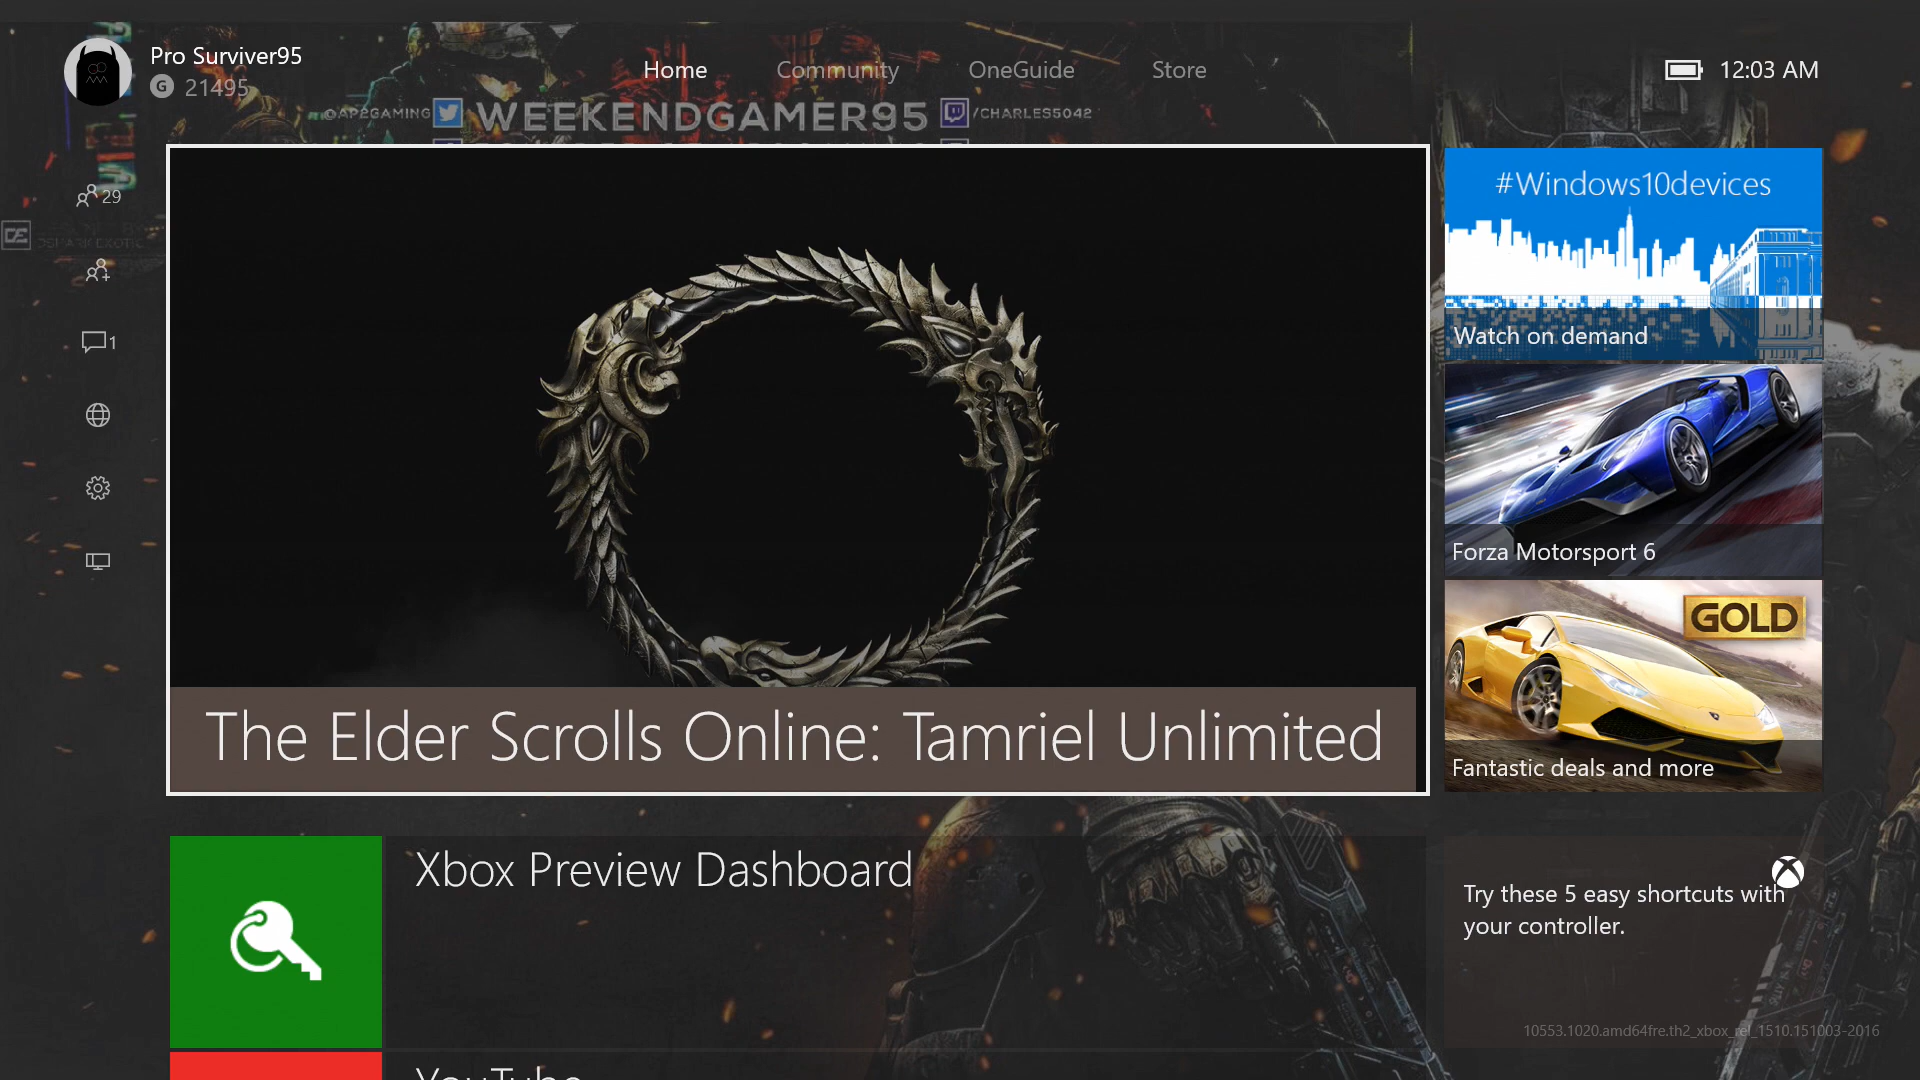 Pro Surviver95
G 21495
Home Community OneGuide Store
12:03 AM
@AP2GAMING WEEKENDGAMER95 /CHARLES5042
29
1
#Windows10devices
Watch on demand
Forza Motorsport 6
GOLD
Fantastic deals and more
The Elder Scrolls Online: Tamriel Unlimited
Xbox Preview Dashboard
Try these 5 easy shortcuts with
your controller.
10553.1020.amd64fre.th2_xbox_rel_1510.151003-2016
YouTube